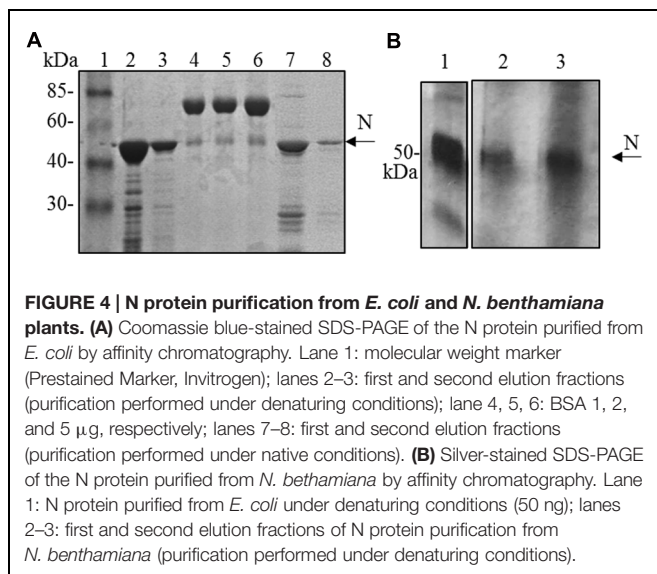 A
B
kDa 1 2 3 4 5 6 7 8
1 2 3
85-
60-
N
40-
30-
50-
kDa
N
FIGURE 4 | N protein purification from E. coli and N. benthamiana
plants. (A) Coomassie blue-stained SDS-PAGE of the N protein purified from
E. coli by affinity chromatography. Lane 1: molecular weight marker
(Prestained Marker, Invitrogen); lanes 2–3: first and second elution fractions
(purification performed under denaturing conditions); lane 4, 5, 6: BSA 1, 2,
and 5 μg, respectively; lanes 7–8: first and second elution fractions
(purification performed under native conditions). (B) Silver-stained SDS-PAGE
of the N protein purified from N. bethamiana by affinity chromatography. Lane
1: N protein purified from E. coli under denaturing conditions (50 ng); lanes
2–3: first and second elution fractions of N protein purification from
N. benthamiana (purification performed under denaturing conditions).